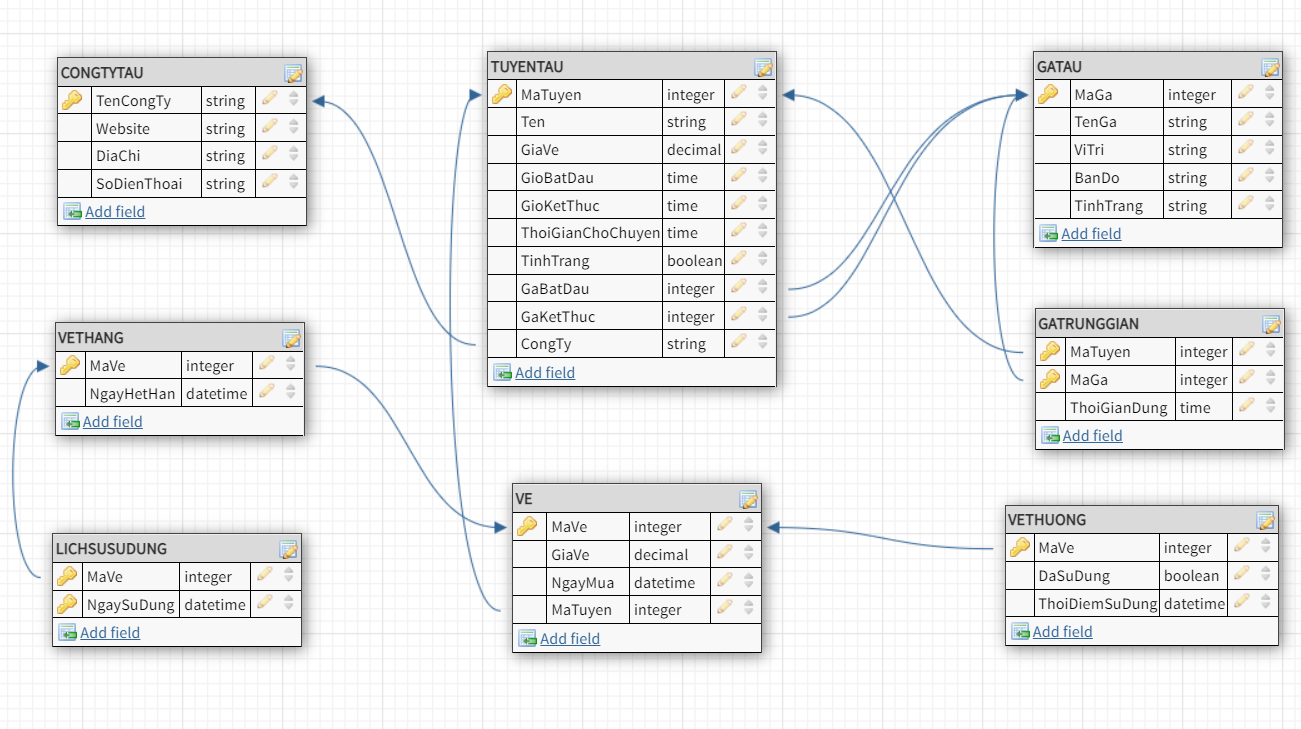 CONGTYTAU
TenCongTy string
Website string
DiaChi string
SoDienThoai string
Add field
TUYENTAU
MaTuyen integer
Ten string
GiaVe decimal
GioBatDau time
GioKetThuc time
ThoiGianChoChuyen time
TinhTrang boolean
GaBatDau integer
GaKetThuc integer
CongTy string
Add field
GATAU
MaGa integer
TenGa string
ViTri string
BanDo string
TinhTrang string
Add field
VETHANG
MaVe integer
NgayHetHan datetime
Add field
GATRUNGGIAN
MaTuyen integer
MaGa integer
ThoiGianDung time
Add field
LICHSUSUDUNG
MaVe integer
NgaySuDung datetime
Add field
VE
MaVe integer
GiaVe decimal
NgayMua datetime
MaTuyen integer
Add field
VETHUONG
MaVe integer
DaSuDung boolean
ThoiDiemSuDung datetime
Add field